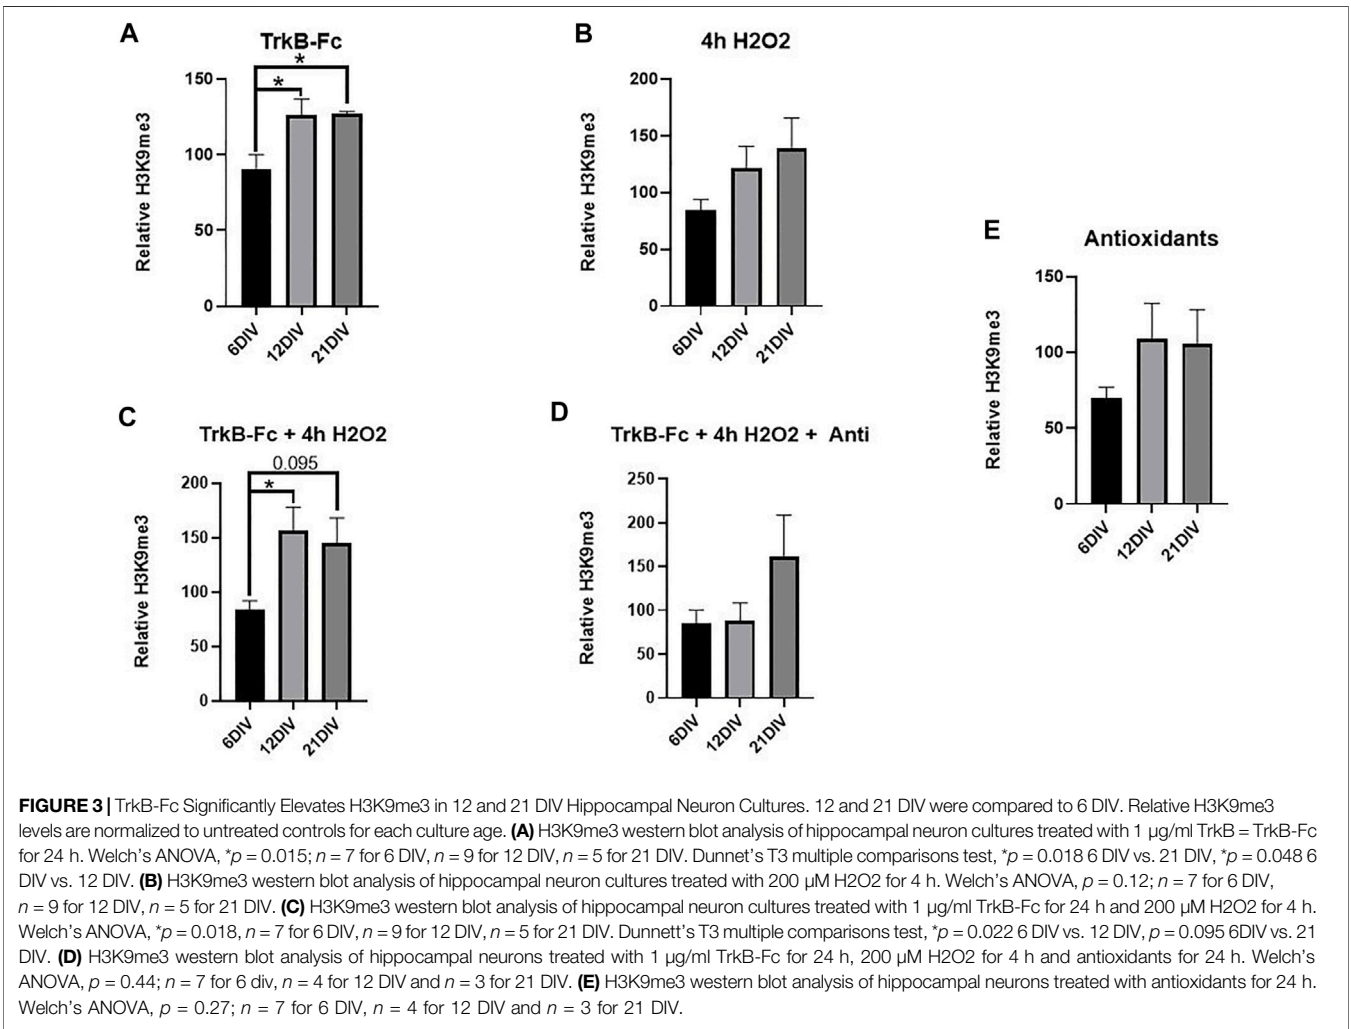 A
TrkB-Fc
*
*
150
100
50
0
Relative H3K9me3
6DIV
12DIV
21DIV
B
4h H2O2
200
150
100
50
0
Relative H3K9me3
6DIV
12DIV
21DIV
C
TrkB-Fc + 4h H2O2
0.095
*
200
150
100
50
0
Relative H3K9me3
6DIV
12DIV
21DIV
D
TrkB-Fc + 4h H2O2 + Anti
250
200
150
100
50
0
Relative H3K9me3
6DIV
12DIV
21DIV
E
Antioxidants
150
100
50
0
Relative H3K9me3
6DIV
12DIV
21DIV
FIGURE 3 | TrkB-Fc Significantly Elevates H3K9me3 in 12 and 21 DIV Hippocampal Neuron Cultures. 12 and 21 DIV were compared to 6 DIV. Relative H3K9me3
levels are normalized to untreated controls for each culture age. (A) H3K9me3 western blot analysis of hippocampal neuron cultures treated with 1 µg/ml TrkB = TrkB-Fc
for 24 h. Welch's ANOVA, *p = 0.015; n = 7 for 6 DIV, n = 9 for 12 DIV, n = 5 for 21 DIV. Dunnet's T3 multiple comparisons test, *p = 0.018 6 DIV vs. 21 DIV, *p = 0.048 6
DIV vs. 12 DIV. (B) H3K9me3 western blot analysis of hippocampal neuron cultures treated with 200 µM H2O2 for 4 h. Welch's ANOVA, p = 0.12; n = 7 for 6 DIV,
n = 9 for 12 DIV, n = 5 for 21 DIV. (C) H3K9me3 western blot analysis of hippocampal neuron cultures treated with 1 µg/ml TrkB-Fc for 24 h and 200 µM H2O2 for 4 h.
Welch's ANOVA, *p = 0.018, n = 7 for 6 DIV, n = 9 for 12 DIV, n = 5 for 21 DIV. Dunnett's T3 multiple comparisons test, *p = 0.022 6 DIV vs. 12 DIV, p = 0.095 6DIV vs. 21
DIV. (D) H3K9me3 western blot analysis of hippocampal neurons treated with 1 µg/ml TrkB-Fc for 24 h, 200 µM H2O2 for 4 h and antioxidants for 24 h. Welch's
ANOVA, p = 0.44; n = 7 for 6 div, n = 4 for 12 DIV and n = 3 for 21 DIV. (E) H3K9me3 western blot analysis of hippocampal neurons treated with antioxidants for 24 h.
Welch's ANOVA, p = 0.27; n = 7 for 6 DIV, n = 4 for 12 DIV and n = 3 for 21 DIV.